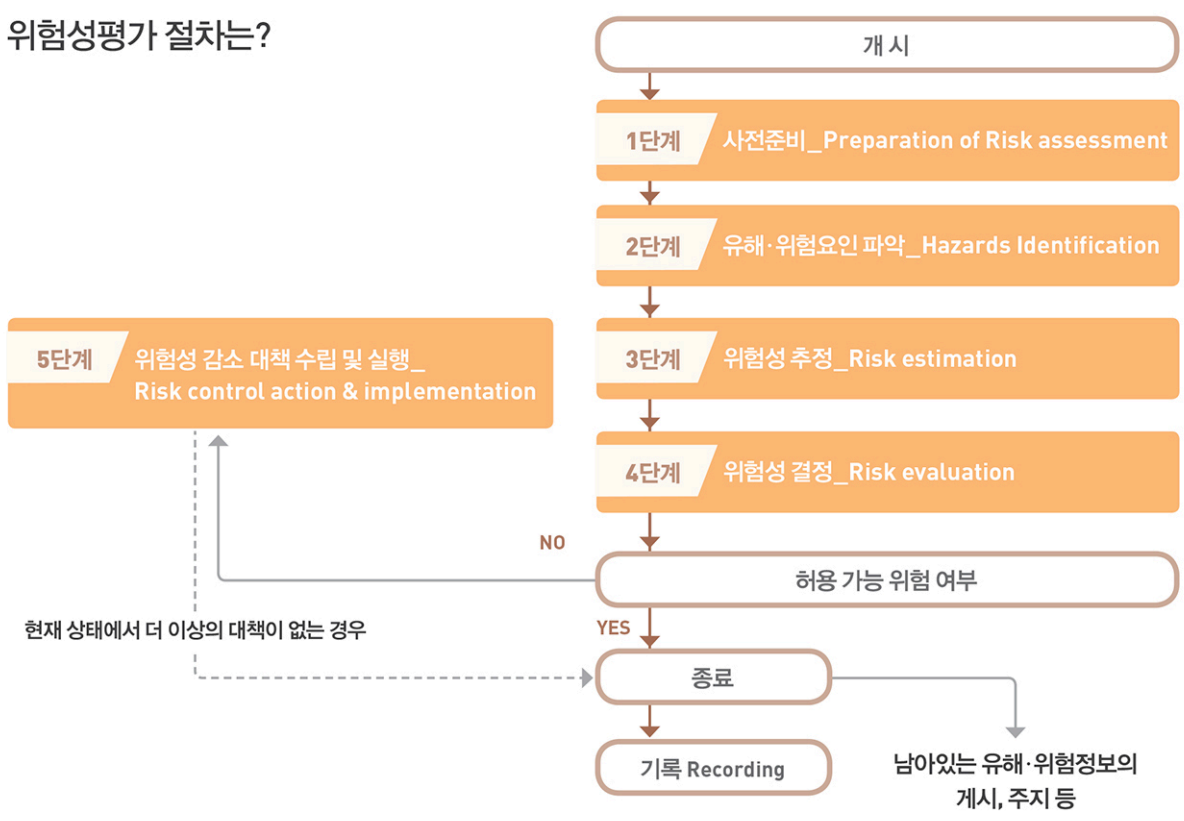 위험성평가 절차는?
개 시
1단계 사전준비_Preparation of Risk assessment
2단계 유해·위험요인 파악_Hazards Identification
3단계 위험성 추정_Risk estimation
4단계 위험성 결정_Risk evaluation
5단계 위험성 감소 대책 수립 및 실행_
Risk control action & implementation
NO
허용 가능 위험 여부
현재 상태에서 더 이상의 대책이 없는 경우
YES
종료
기록 Recording
남아있는 유해·위험정보의
게시, 주지 등